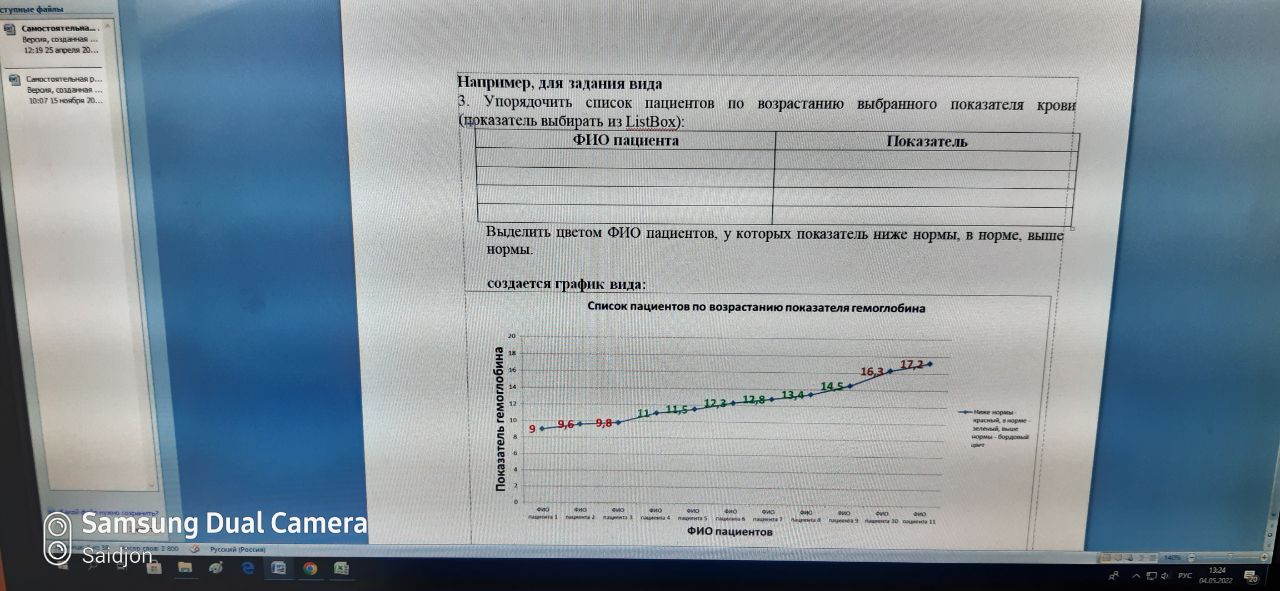 ступные файлы
Самостоятельна...
Версия, созданная ...
12:19 25 апреля 20...
Самостоятельная р...
Версия, созданная ...
10:07 15 ноября 20...
Например, для задания вида
3. Упорядочить список пациентов по возрастанию выбранного показателя крови
(показатель выбирать из ListBox):
ФИО пациента Показатель
Выделить цветом ФИО пациентов, у которых показатель ниже нормы, в норме, выше
нормы.
создается график вида:
Список пациентов по возрастанию показателя гемоглобина
Показатель гемоглобина
20
18
16
14
12
10
8
6
4
2
0
9 9,6 9,8 11 11,5 12,3 12,8 13,4 14,5 16,3 17,2
Ниже нормы -
красный, в норме -
зеленый, выше
нормы - бордовый
цвет
ФИО ФИО ФИО ФИО ФИО ФИО ФИО ФИО ФИО ФИО ФИО
пациента 1 пациента 2 пациента 3 пациента 4 пациента 5 пациента 6 пациента 7 пациента 8 пациента 9 пациента 10 пациента 11
ФИО пациентов
файл нужно сохранить?
Samsung Dual Camera
Saidjon
слов: 2 800 Русский (Россия)
140%
РУС
13:24
04.05.2022
20